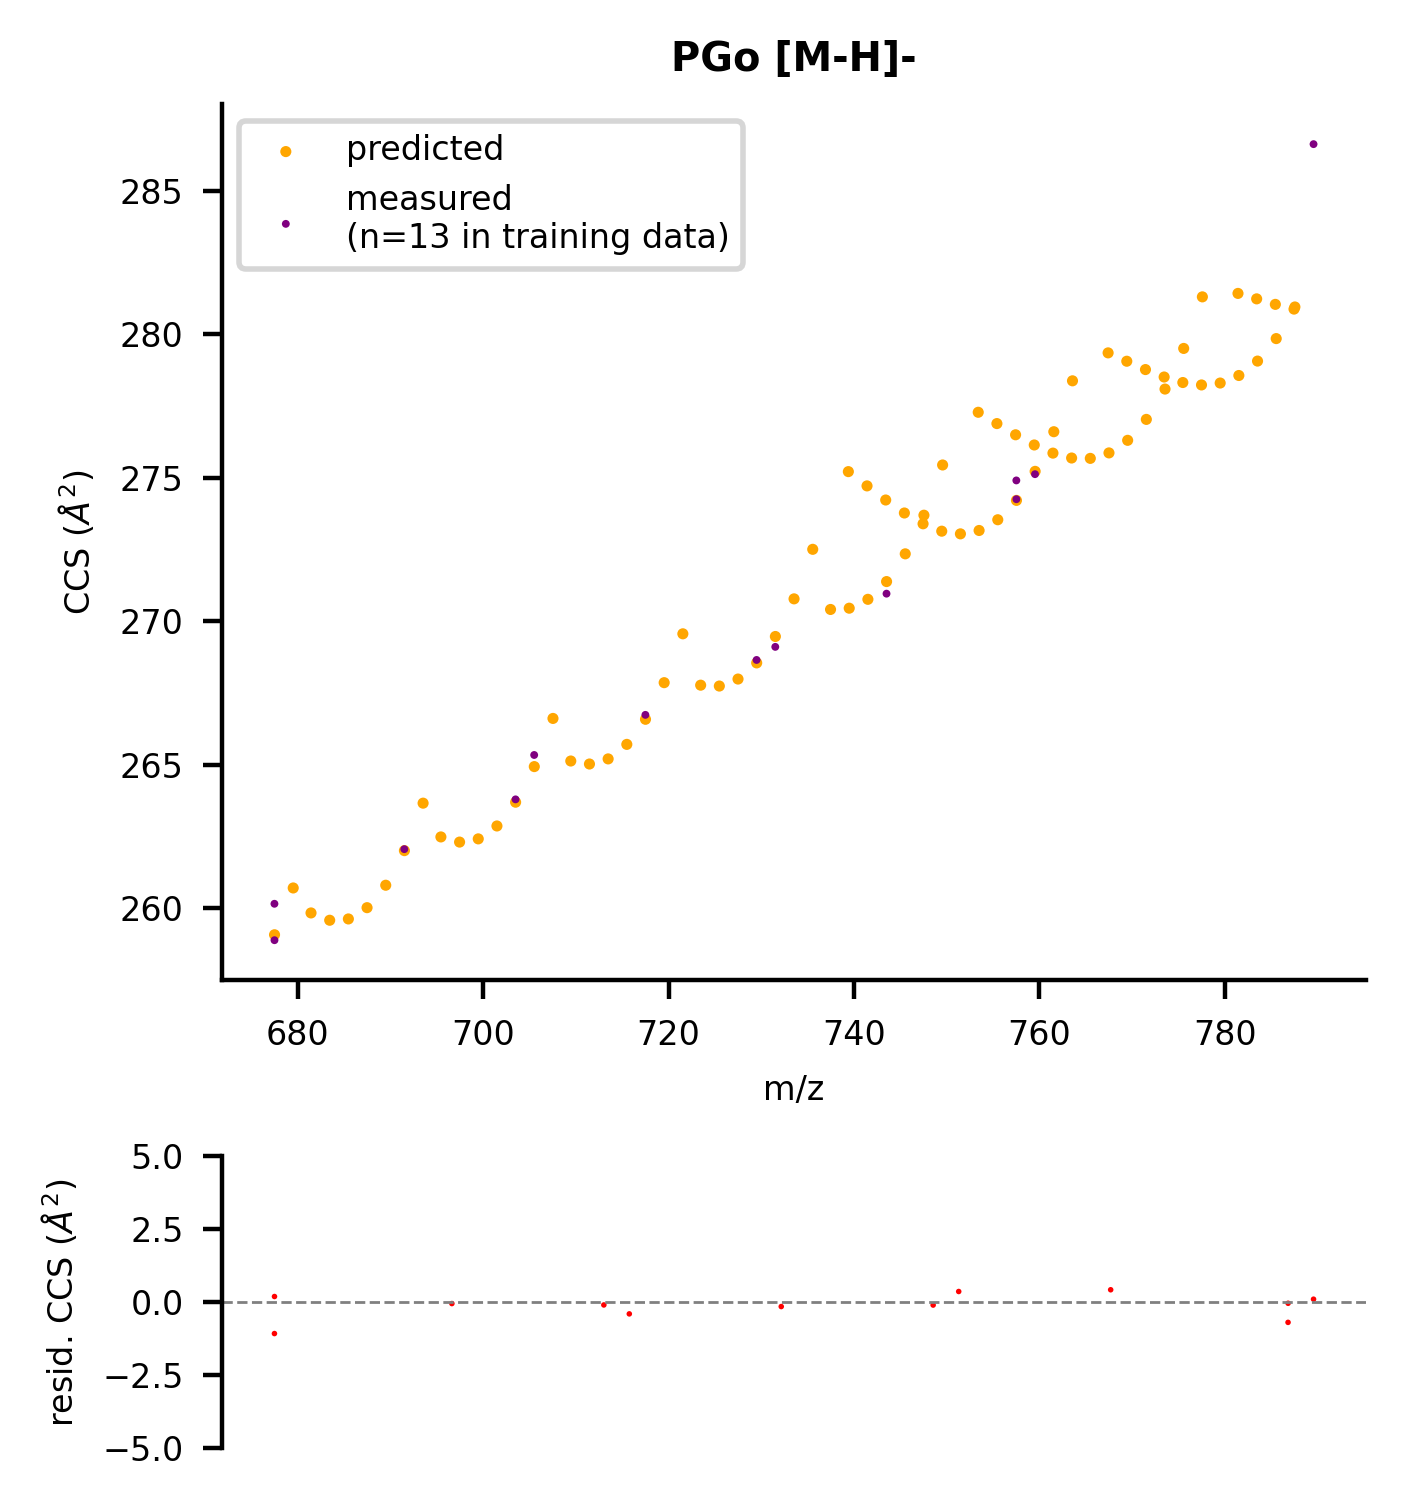 PGo [M-H]-
predicted
measured
(n=13 in training data)
285
280
275
270
265
260
CCS (Å²)
680 700 720 740 760 780
m/z
5.0
2.5
0.0
−2.5
−5.0
resid. CCS (Å²)